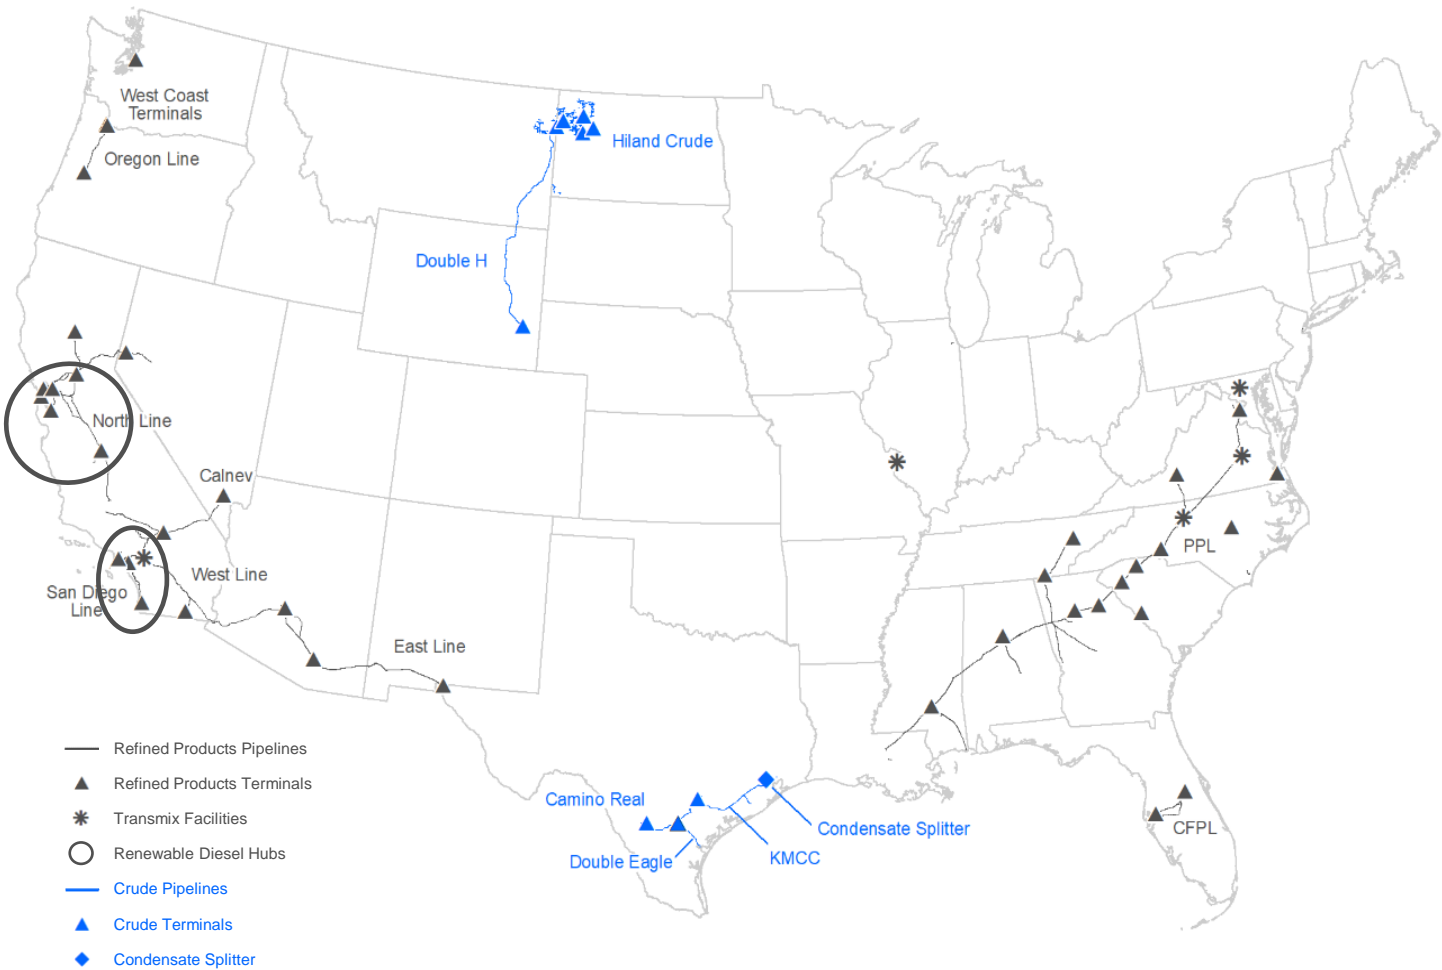 West Coast
Terminals
Oregon Line
Hiland Crude
Double H
North Line
Calnev
West Line
San Diego
Line
East Line
PPL
CFPL
Camino Real
Double Eagle
KMCC
Condensate Splitter
Refined Products Pipelines
Refined Products Terminals
Transmix Facilities
Renewable Diesel Hubs
Crude Pipelines
Crude Terminals
Condensate Splitter